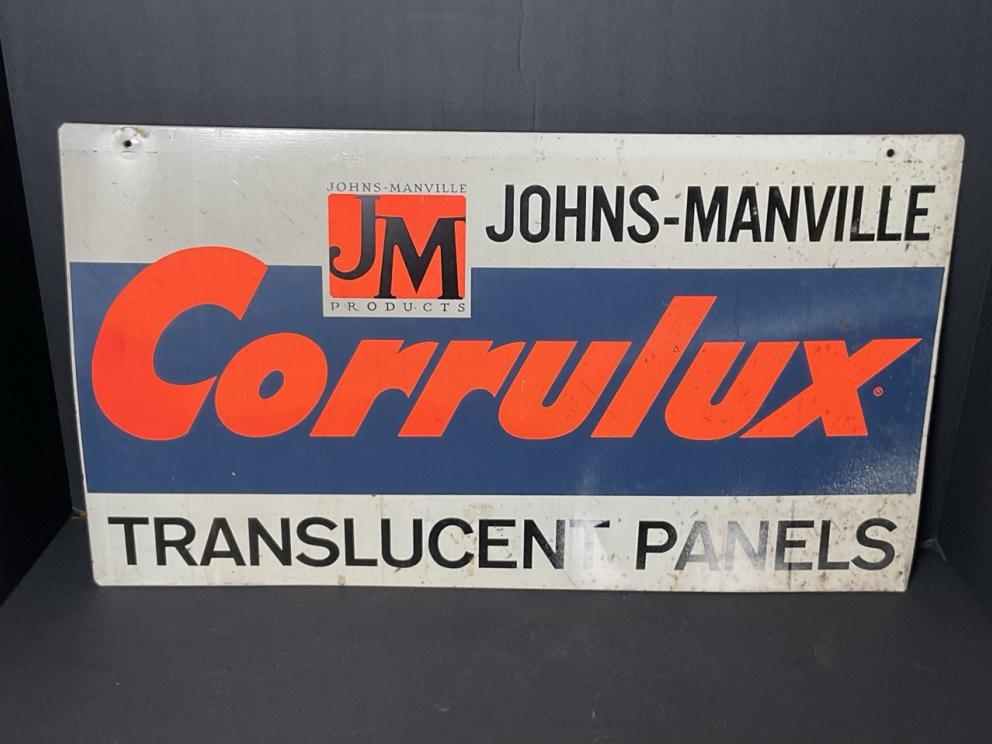 JOHNS-MANVILLE
JM
PRODUCTS
JOHNS-MANVILLE
Corrulux®
TRANSLUCENT PANELS